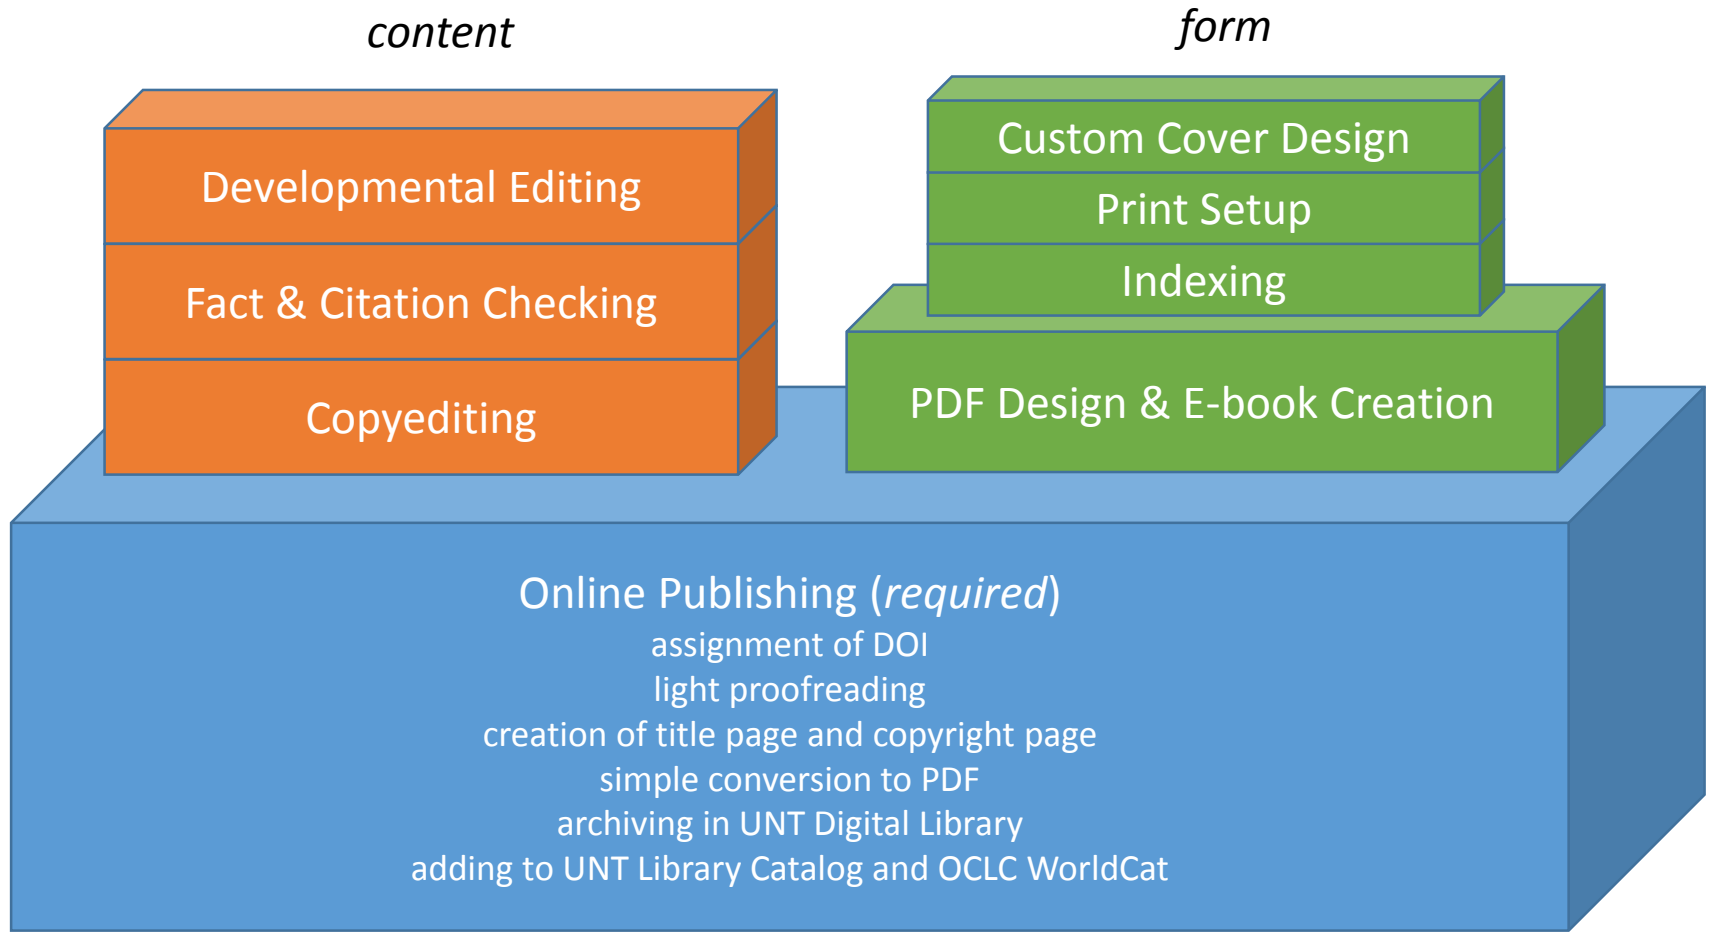 content
form
Developmental Editing
Fact & Citation Checking
Copyediting
Custom Cover Design
Print Setup
Indexing
PDF Design & E-book Creation
Online Publishing (required)
assignment of DOI
light proofreading
creation of title page and copyright page
simple conversion to PDF
archiving in UNT Digital Library
adding to UNT Library Catalog and OCLC WorldCat